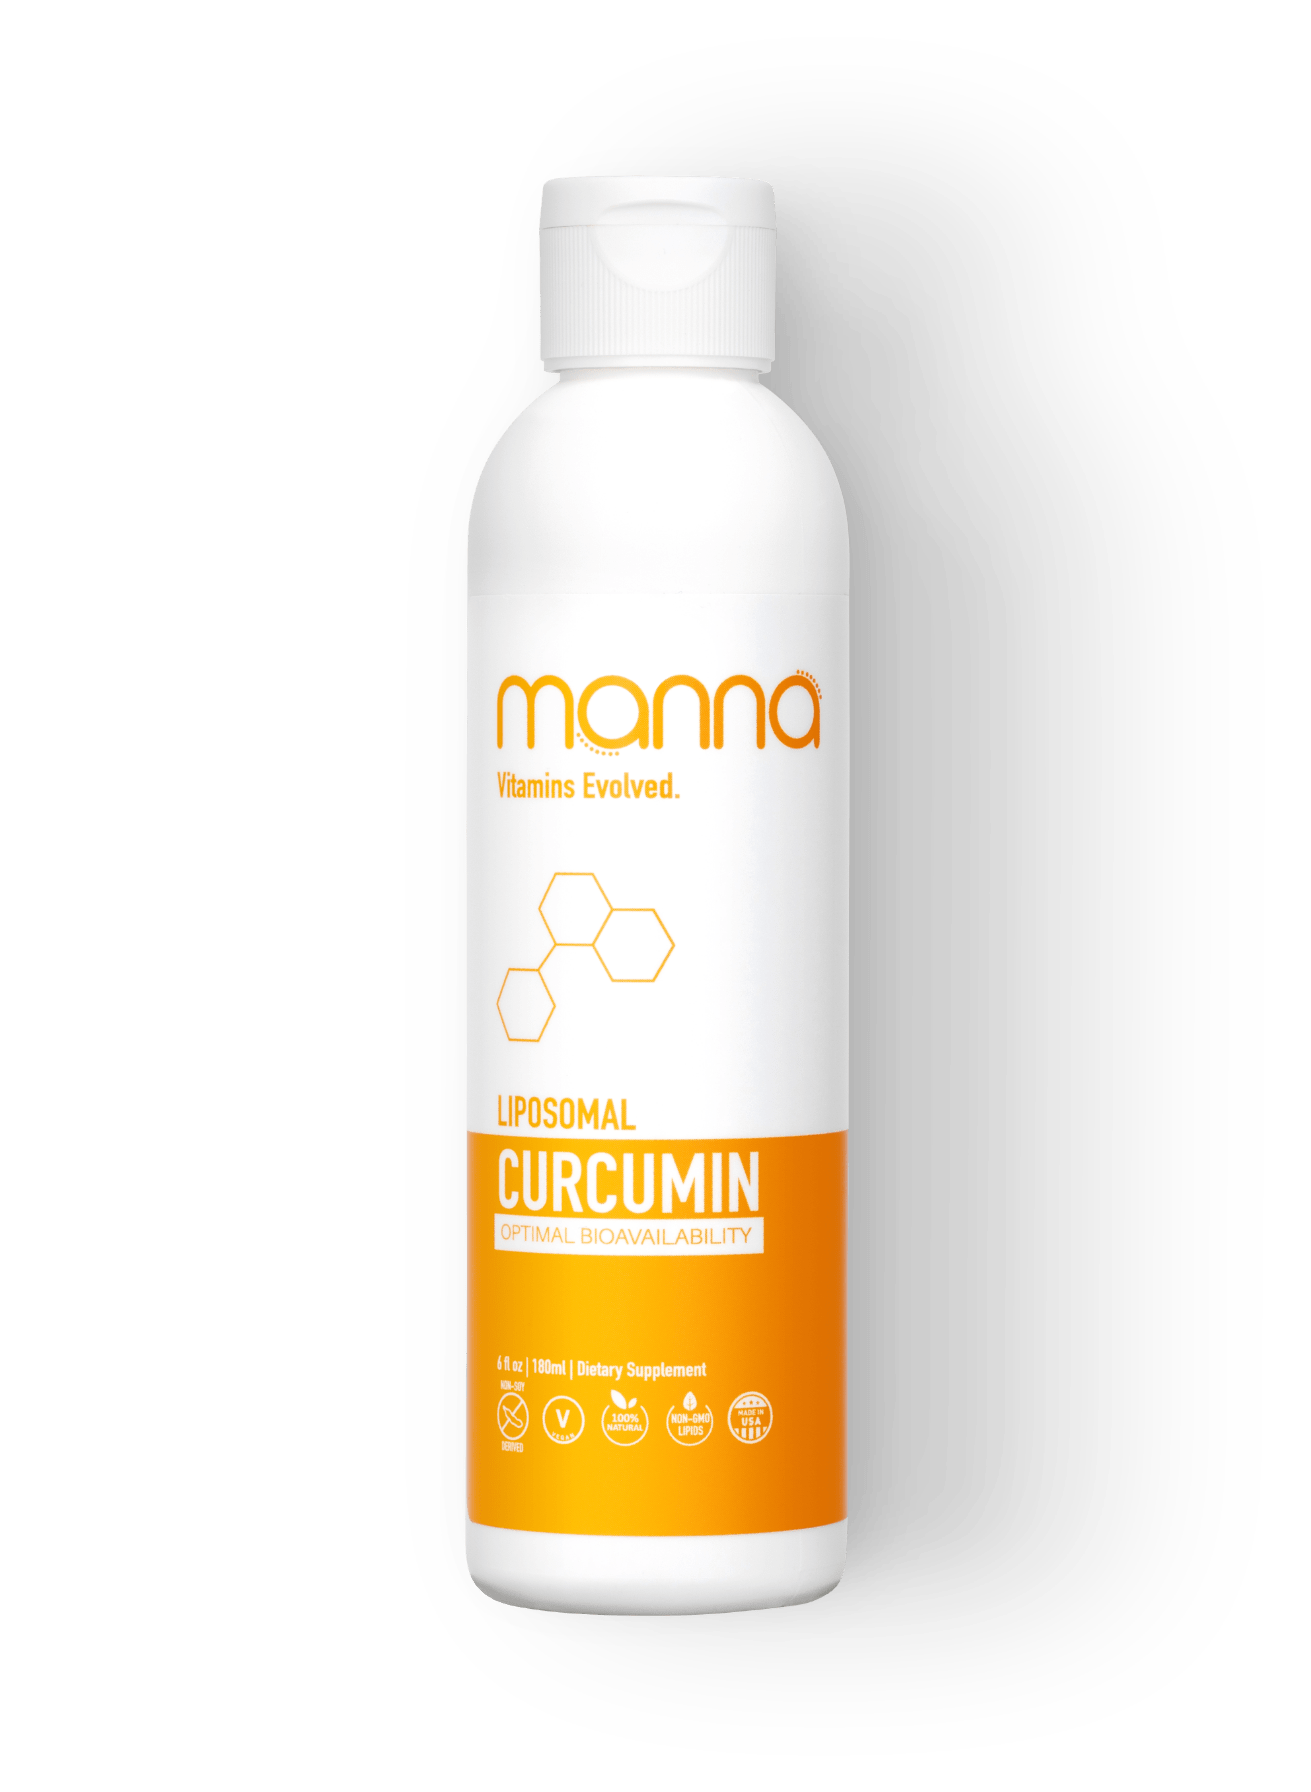 manna
Vitamins Evolved.
LIPOSOMAL
CURCUMIN
OPTIMAL BIOAVAILABILITY
6 fl oz | 180ml | Dietary Supplement
NON-SOY
DERIVED
V
VEGAN
100%
NATURAL
NON-GMO
LIPIDS
MADE IN
USA